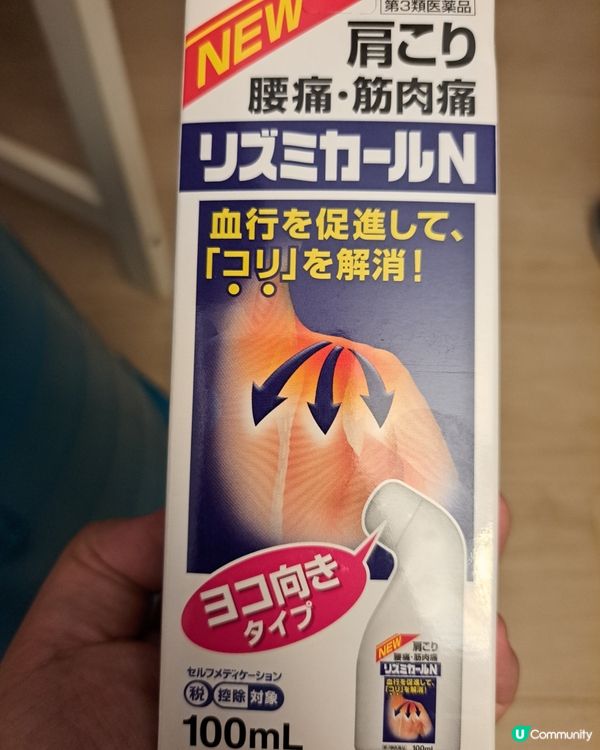 NEW
第3類医薬品
肩こり
腰痛・筋肉痛
リズミカールN
血行を促進して、
「コリ」を解消!
ヨコ向き
タイプ
NEW
肩こり
腰痛・筋肉痛
リズミカールN
血行を促進して、
「コリ」を解消!
100mL
セルフメディケーション
税 控除 対象
100mL
U Community